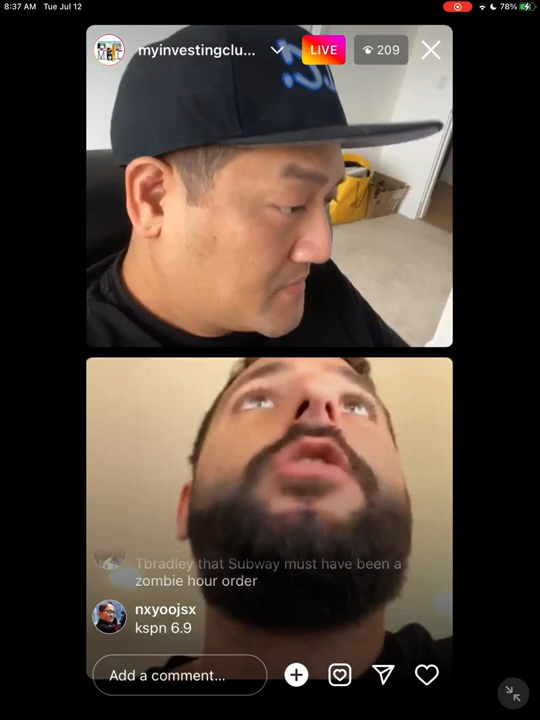 8:37 AM Tue Jul 12
78%
myinvestingclu... LIVE 209
Tbradley that Subway must have been a
zombie hour order
nxyoojsx
kspn 6.9
Add a comment...